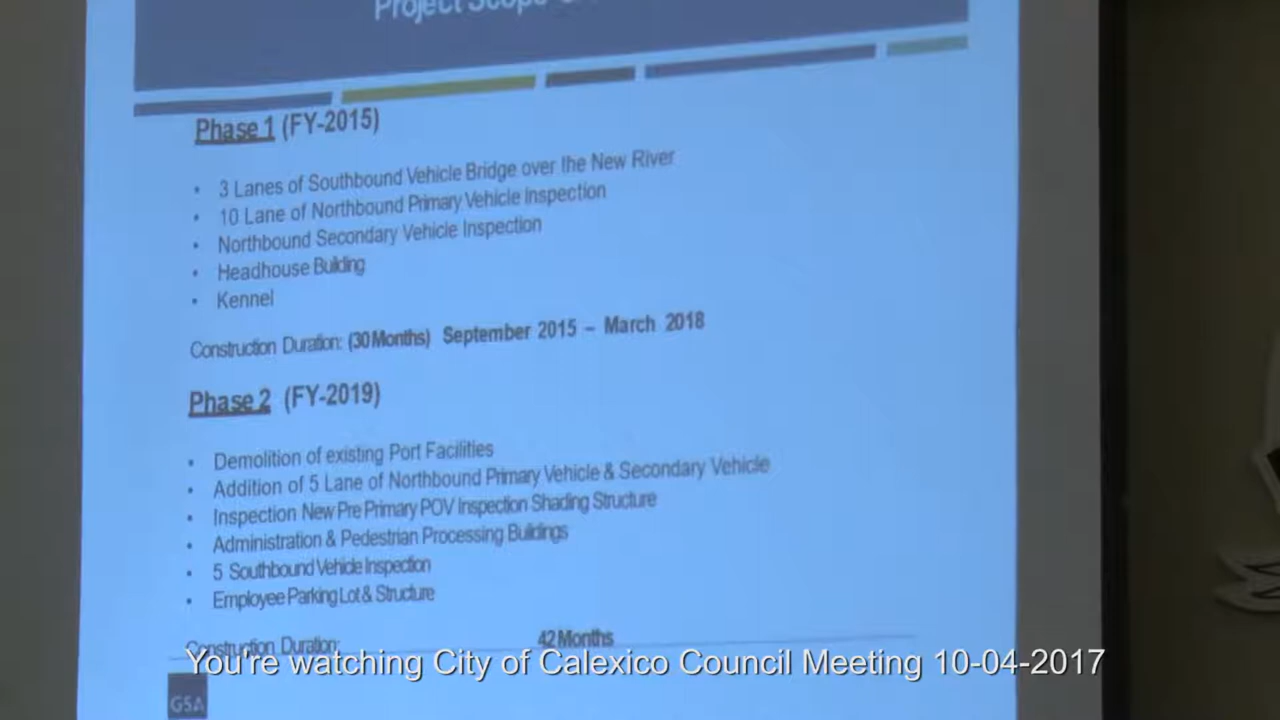 Project Scope
Phase 1 (FY-2015)
• 3 Lanes of Southbound Vehicle Bridge over the New River
• 10 Lane of Northbound Primary Vehicle Inspection
• Northbound Secondary Vehicle Inspection
• Headhouse Building
• Kennel
Construction Duration: (30 Months) September 2015 – March 2018
Phase 2 (FY-2019)
• Demolition of existing Port Facilities
• Addition of 5 Lane of Northbound Primary Vehicle & Secondary Vehicle
• Inspection New Pre Primary POV Inspection Shading Structure
• Administration & Pedestrian Processing Buildings
• 5 Southbound Vehicle Inspection
• Employee Parking Lot & Structure
Construction Duration: 42 Months
You're watching City of Calexico Council Meeting 10-04-2017
GSA